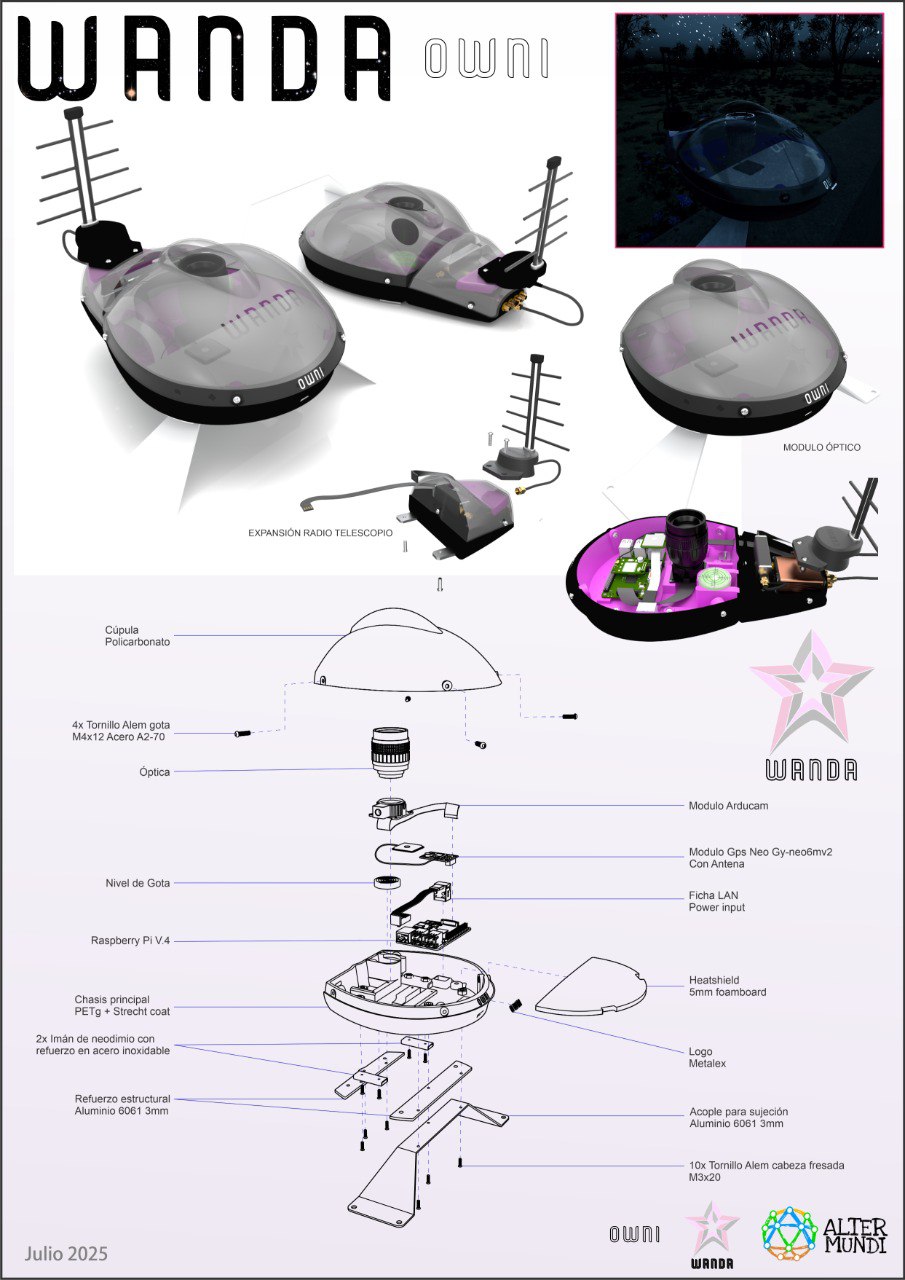 WANDA OWNI
WANDA
OWNI
WANDA
OWNI
MODULO ÓPTICO
EXPANSIÓN RADIO TELESCOPIO
Cúpula
Policarbonato
4x Tornillo Alem gota
M4x12 Acero A2-70
Óptica
WANDA
Modulo Arducam
Modulo Gps Neo Gy-neo6mv2
Con Antena
Nivel de Gota
Ficha LAN
Power input
Raspberry Pi V.4
Heatshield
5mm foamboard
Chasis principal
PETg + Strecht coat
2x Imán de neodimio con
refuerzo en acero inoxidable
Logo
Metalex
Refuerzo estructural
Aluminio 6061 3mm
Acople para sujeción
Aluminio 6061 3mm
10x Tornillo Alem cabeza fresada
M3x20
OWNI
WANDA
ALTER
MUNDI
Julio 2025